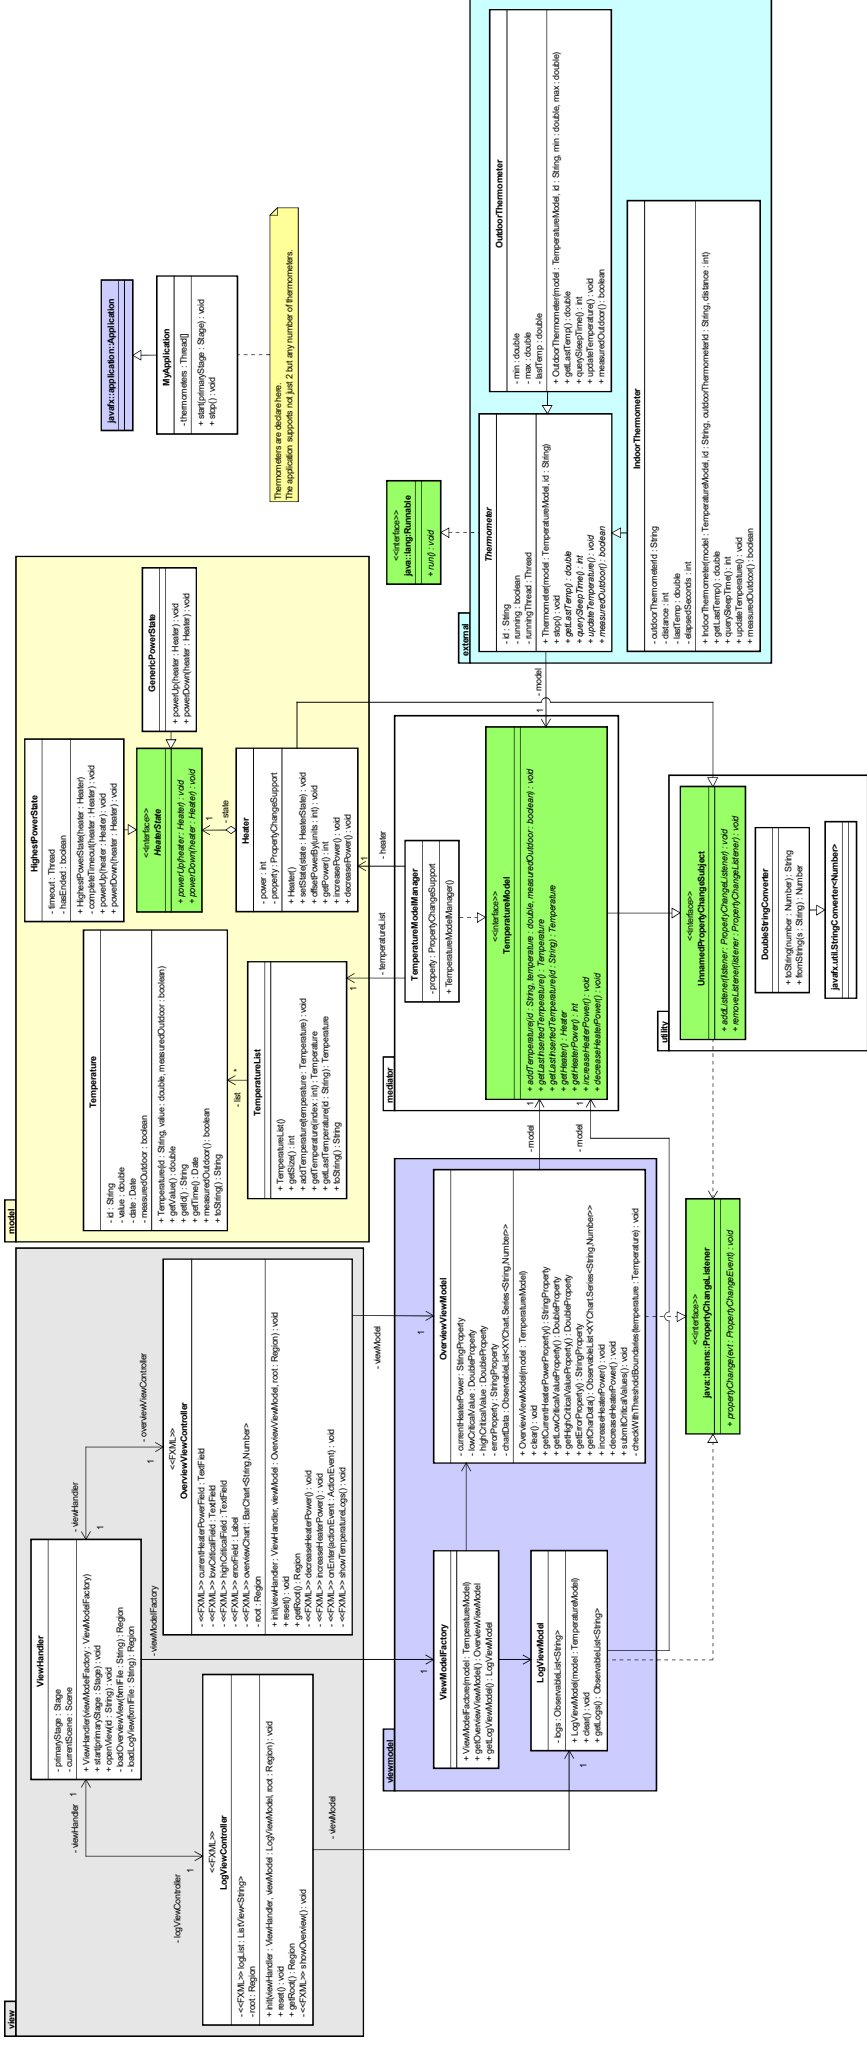 view
ViewHandler
- primaryStage : Stage
- currentScene : Scene
+ ViewHandler(viewModelFactory : ViewModelFactory)
+ start(primaryStage : Stage) : void
+ openView(id : String) : void
- loadOverviewView(fxmlFile : String) : Region
- loadLogView(fxmlFile : String) : Region
- viewHandler
1
- logViewController
1
- viewHandler
1
- overviewViewController
1
- viewModelFactory
1
<<FXML>>
LogViewController
- <<FXML>> logList : ListView<String>
- root : Region
+ init(viewHandler : ViewHandler, viewModel : LogViewModel, root : Region) : void
+ reset() : void
+ getRoot() : Region
- <<FXML>> showOverview() : void
- viewModel
1
<<FXML>>
OverviewViewController
- <<FXML>> currentHeaterPowerField : TextField
- <<FXML>> lowCriticalField : TextField
- <<FXML>> highCriticalField : TextField
- <<FXML>> errorField : Label
- <<FXML>> overviewChart : BarChart<String,Number>
- root : Region
+ init(viewHandler : ViewHandler, viewModel : OverviewViewModel, root : Region) : void
+ reset() : void
+ getRoot() : Region
- <<FXML>> decreaseHeaterPower() : void
- <<FXML>> increaseHeaterPower() : void
- <<FXML>> onEnter(actionEvent : ActionEvent) : void
- <<FXML>> showTemperatureLogs() : void
- viewModel
1
viewmodel
ViewModelFactory
+ ViewModelFactore(model : TemperatureModel)
+ getOverviewViewModel() : OverviewViewModel
+ getLogViewModel() : LogViewModel
LogViewModel
- logs : ObservableList<String>
+ LogViewModel(model : TemperatureModel)
+ clear() : void
+ getLogs() : ObservableList<String>
OverviewViewModel
- currentHeaterPower : StringProperty
- lowCriticalValue : DoubleProperty
- highCriticalValue : DoubleProperty
- errorProperty : StringProperty
- chartData : ObservableList<XYChart.Series<String,Number>>
+ OverviewViewModel(model : TemperatureModel)
+ clear() : void
+ getCurrentHeaterPowerProperty() : StringProperty
+ getLowCriticalValueProperty() : DoubleProperty
+ getHighCriticalValueProperty() : DoubleProperty
+ getErrorProperty() : StringProperty
+ getCharData() : ObservableList<XYChart.Series<String,Number>>
+ increaseHeaterPower() : void
+ decreaseHeaterPower() : void
+ submitCriticalValues() : void
- checkWithThresholdBoundaries(temperature : Temperature) : void
- model
1
- model
1
<<interface>>
java::beans::PropertyChangeListener
+ propertyChange(evt : PropertyChangeEvent) : void
model
Temperature
- id : String
- value : double
- date : Date
- measuredOutdoor : boolean
+ Temperature(id : String, value : double, measuredOutdoor : boolean)
+ getValue() : double
+ getId() : String
+ getTime() : Date
+ measuredOutdoor() : boolean
+ toString() : String
- list
*
TemperatureList
+ TemperatureList()
+ getSize() : int
+ addTemperature(temperature : Temperature) : void
+ getTemperature(index : int) : Temperature
+ getLastTemperature(id : String) : Temperature
+ toString() : String
HighestPowerState
- timeout : Thread
- hasEnded : boolean
+ HighestPowerState(heater : Heater)
- completeTimeout(heater : Heater) : void
+ powerUp(heater : Heater) : void
+ powerDown(heater : Heater) : void
<<interface>>
HeaterState
+ powerUp(heater : Heater) : void
+ powerDown(heater : Heater) : void
GenericPowerState
+ powerUp(heater : Heater) : void
+ powerDown(heater : Heater) : void
1
- state
Heater
- power : int
- property : PropertyChangeSupport
+ Heater()
+ setState(state : HeaterState) : void
+ offsetPowerBy(units : int) : void
+ getPower() : int
+ increasePower() : void
+ decreasePower() : void
1
- temperatureList
1
- heater
mediator
TemperatureModelManager
- property : PropertyChangeSupport
+ TemperatureModelManager()
<<interface>>
TemperatureModel
+ addTemperature(id : String, temperature : double, measuredOutdoor : boolean) : void
+ getLastInsertedTemperature() : Temperature
+ getLastInsertedTemperature(id : String) : Temperature
+ getHeater() : Heater
+ getHeaterPower() : int
+ increaseHeaterPower() : void
+ decreaseHeaterPower() : void
1
- model
utility
<<interface>>
UnnamedPropertyChangeSubject
+ addListener(listener : PropertyChangeListener) : void
+ removeListener(listener : PropertyChangeListener) : void
DoubleStringConverter
+ toString(number : Number) : String
+ fromString(s : String) : Number
javafx.util.StringConverter<Number>
javafx::application::Application
MyApplication
- thermometers : Thread[]
+ start(primaryStage : Stage) : void
+ stop() : void
Thermometers are declare here.
The application supports not just 2 but any number of thermometers.
<<interface>>
java::lang::Runnable
+ run() : void
external
Thermometer
- id : String
- running : boolean
- runningThread : Thread
+ Thermometer(model : TemperatureModel, id : String)
+ stop() : void
+ getLastTemp() : double
+ querySleepTime() : int
+ updateTemperature() : void
+ measuredOutdoor() : boolean
OutdoorThermometer
- min : double
- max : double
- lastTemp : double
+ OutdoorThermometer(model : TemperatureModel, id : String, min : double, max : double)
+ getLastTemp() : double
+ querySleepTime() : int
+ updateTemperature() : void
+ measuredOutdoor() : boolean
IndoorThermometer
- outdoorThermometerId : String
- distance : int
- lastTemp : double
- elapsedSeconds : int
+ IndoorThermometer(model : TemperatureModel, id : String, outdoorThermometerId : String, distance : int)
+ getLastTemp() : double
+ querySleepTime() : int
+ updateTemperature() : void
+ measuredOutdoor() : boolean